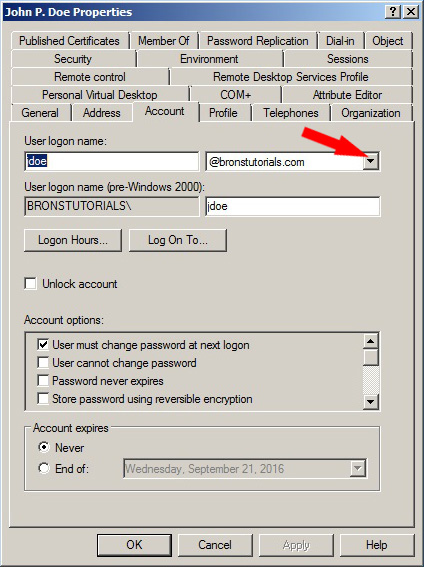 John P. Doe Properties
Published Certificates Member Of Password Replication Dial-in Object
Security Environment Sessions
Remote control Remote Desktop Services Profile
Personal Virtual Desktop COM+ Attribute Editor
General Address Account Profile Telephones Organization
User logon name:
jdoe @bronstutorials.com
User logon name (pre-Windows 2000):
BRONSTUTORIALS\ jdoe
Logon Hours... Log On To...
Unlock account
Account options:
User must change password at next logon
User cannot change password
Password never expires
Store password using reversible encryption
Account expires
Never
End of: Wednesday, September 21, 2016
OK Cancel Apply Help